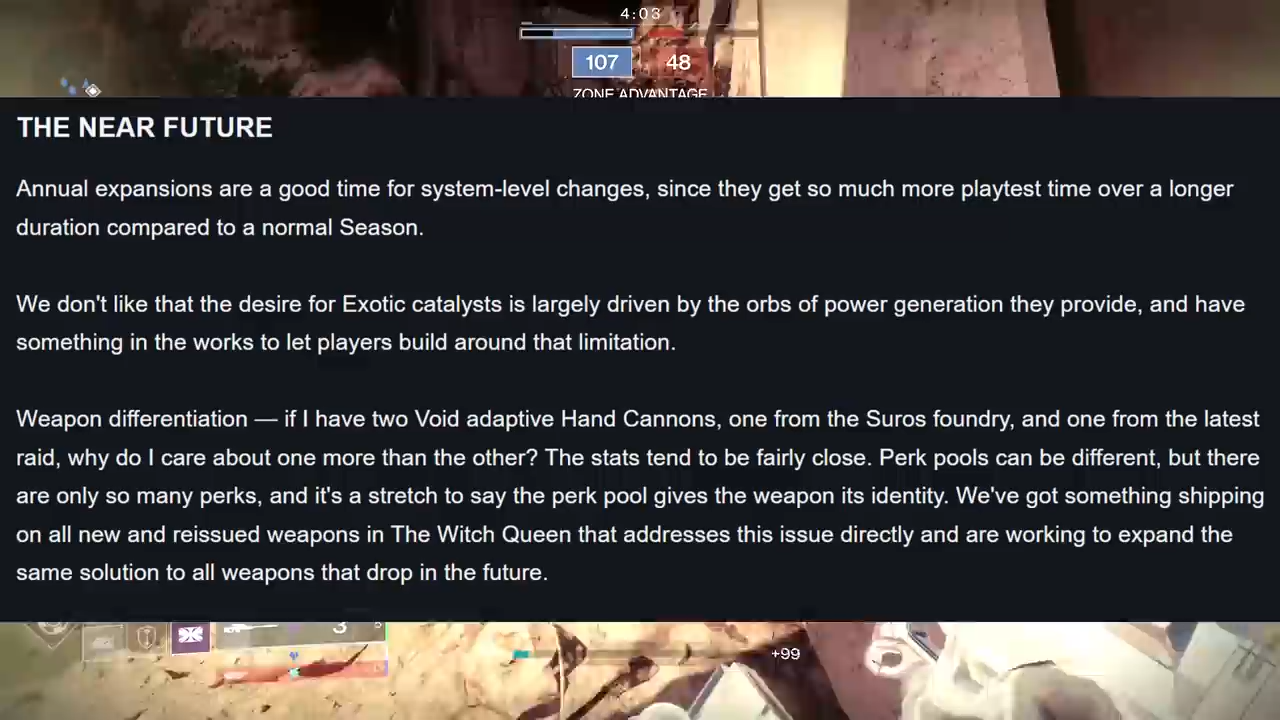 4:03
107 48
ZONE ADVANTAGE
THE NEAR FUTURE
Annual expansions are a good time for system-level changes, since they get so much more playtest time over a longer
duration compared to a normal Season.
We don't like that the desire for Exotic catalysts is largely driven by the orbs of power generation they provide, and have
something in the works to let players build around that limitation.
Weapon differentiation — if I have two Void adaptive Hand Cannons, one from the Suros foundry, and one from the latest
raid, why do I care about one more than the other? The stats tend to be fairly close. Perk pools can be different, but there
are only so many perks, and it's a stretch to say the perk pool gives the weapon its identity. We've got something shipping
on all new and reissued weapons in The Witch Queen that addresses this issue directly and are working to expand the
same solution to all weapons that drop in the future.
3
+99